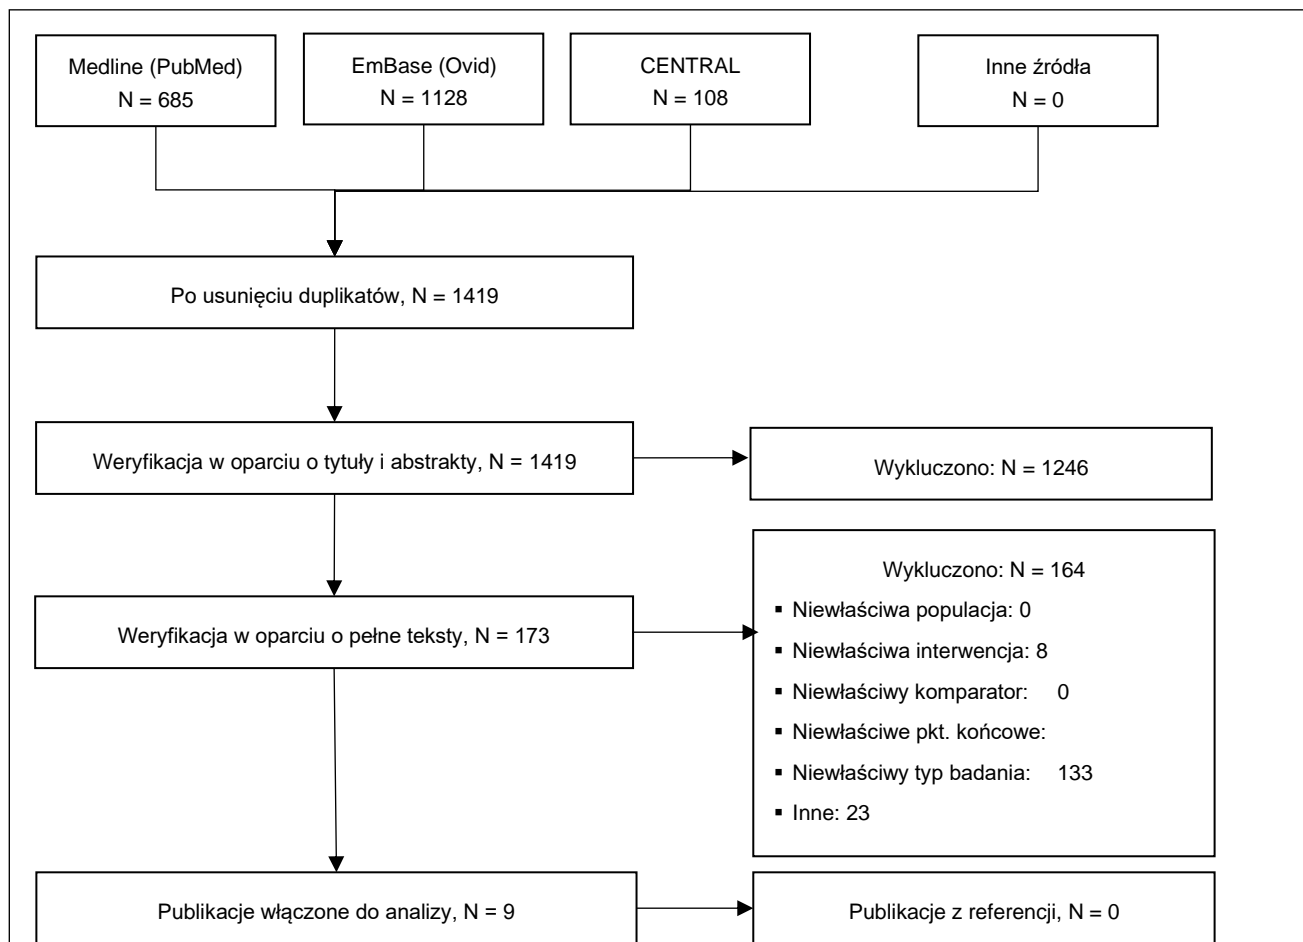 Medline (PubMed)
N = 685
EmBase (Ovid)
N = 1128
CENTRAL
N = 108
Inne źródła
N = 0
Po usunięciu duplikatów, N = 1419
Weryfikacja w oparciu o tytuły i abstrakty, N = 1419
Wykluczono: N = 1246
Weryfikacja w oparciu o pełne teksty, N = 173
Wykluczono: N = 164
▪ Niewłaściwa populacja: 0
▪ Niewłaściwa interwencja: 8
▪ Niewłaściwy komparator: 0
▪ Niewłaściwe pkt. końcowe:
▪ Niewłaściwy typ badania: 133
▪ Inne: 23
Publikacje włączone do analizy, N = 9
Publikacje z referencji, N = 0